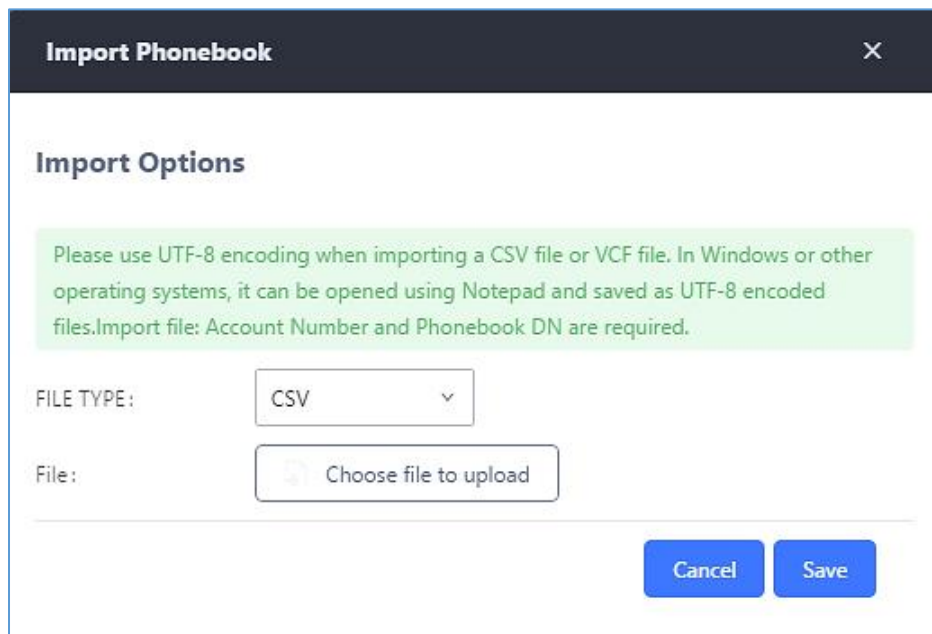 Import Phonebook
Import Options
Please use UTF-8 encoding when importing a CSV file or VCF file. In Windows or other
operating systems, it can be opened using Notepad and saved as UTF-8 encoded
files.Import file: Account Number and Phonebook DN are required.
FILE TYPE: CSV
File: Choose file to upload
Cancel Save